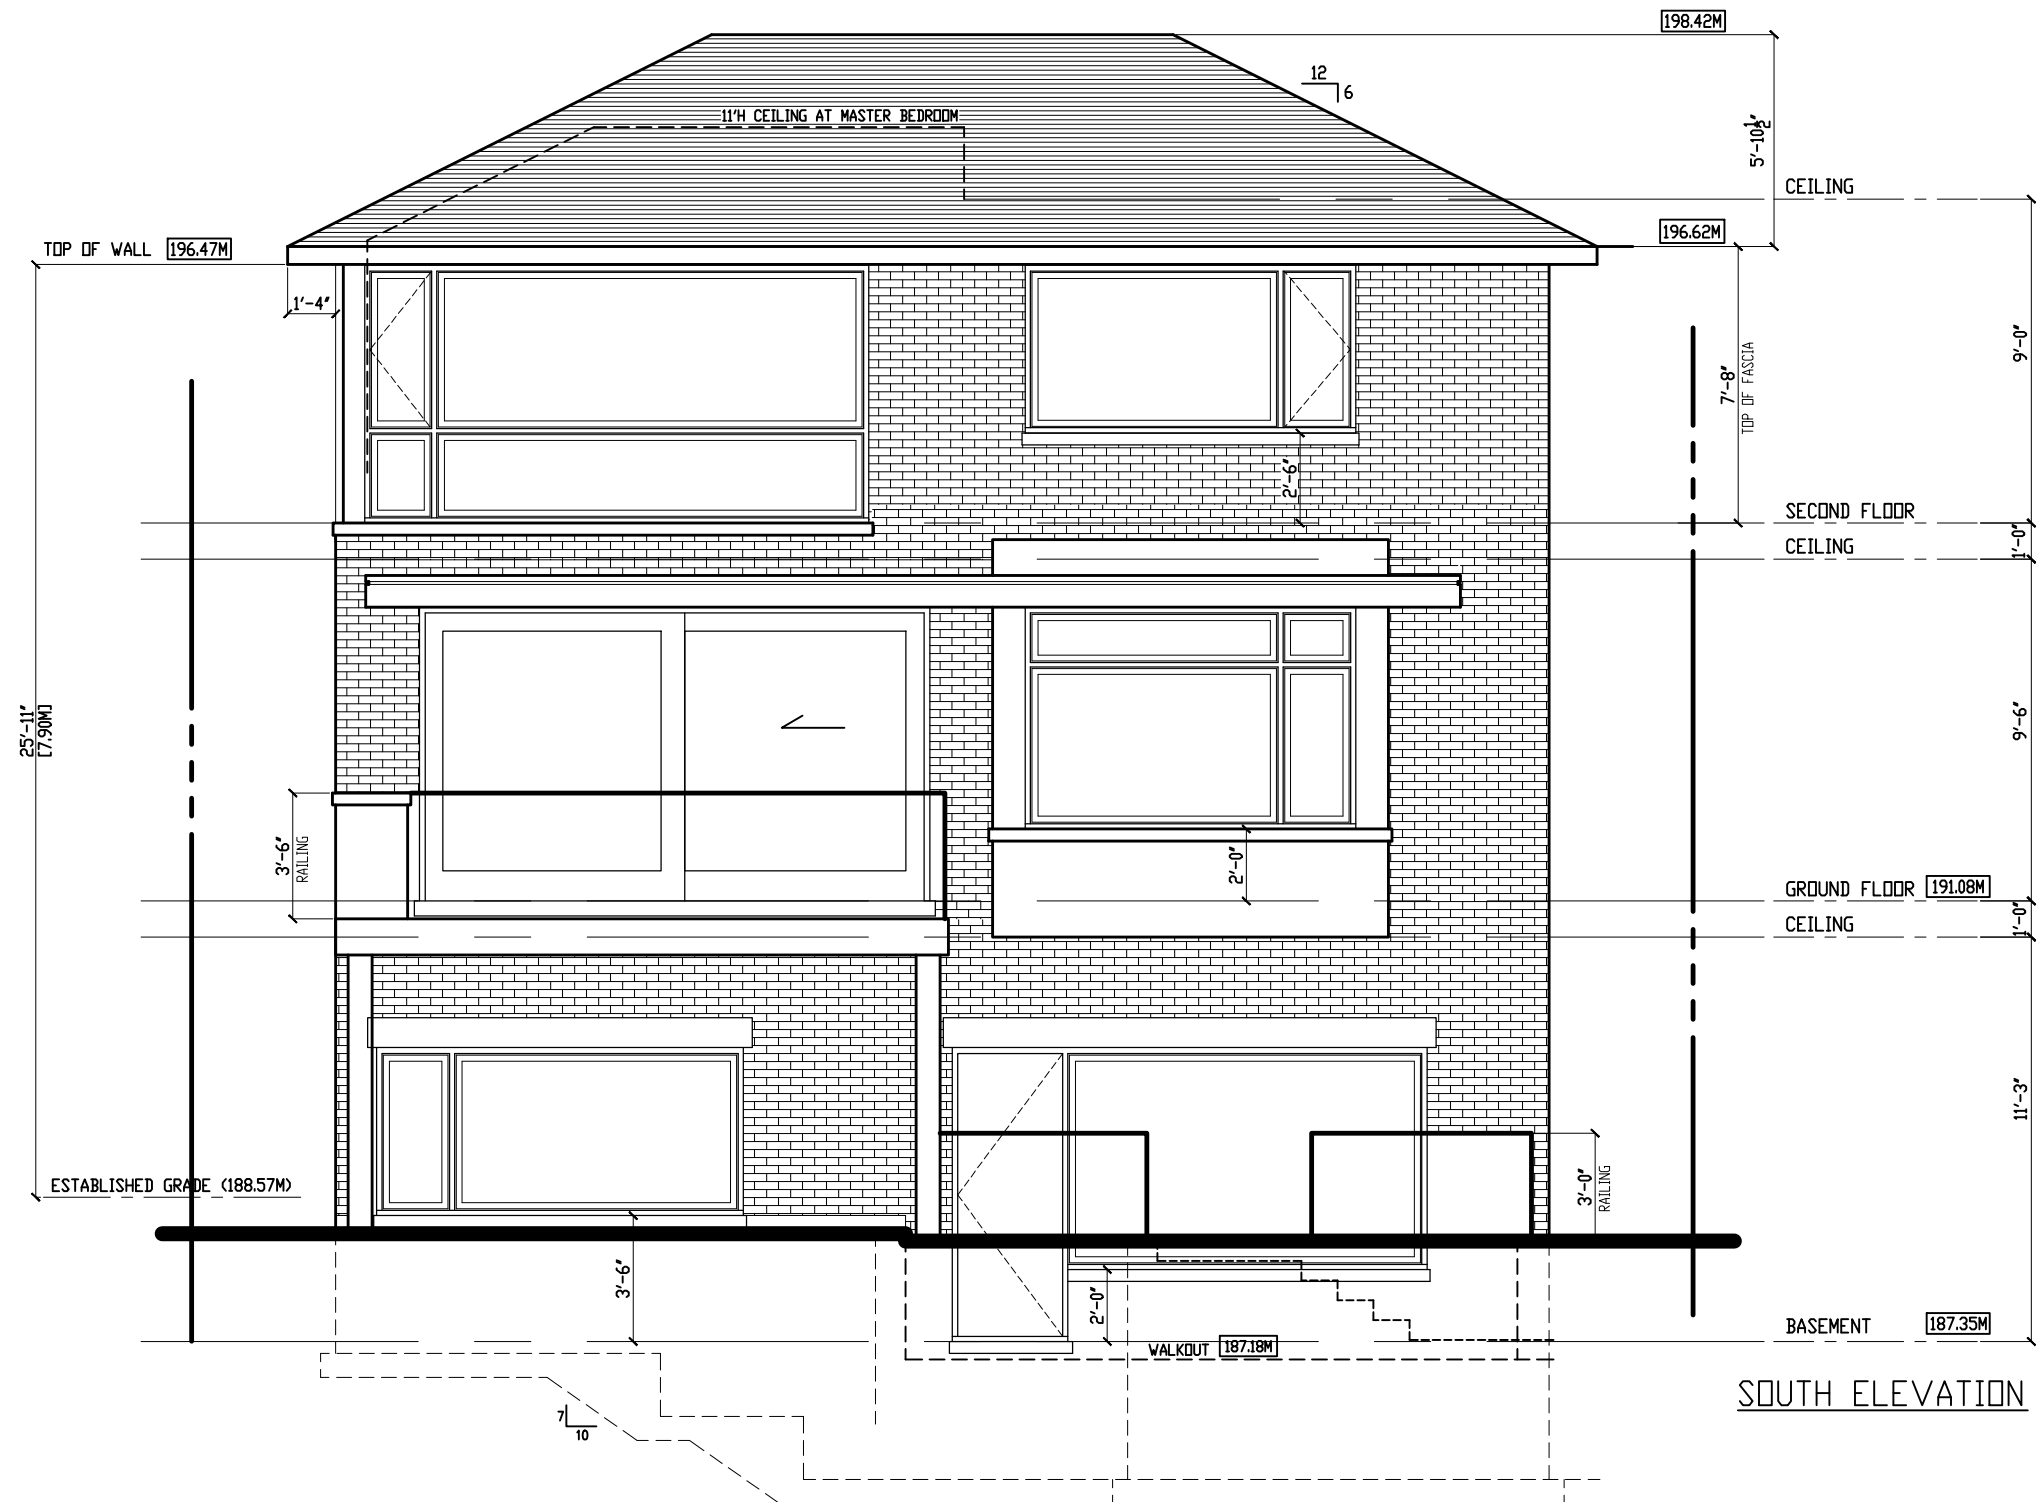 198.42M
12
6
11'H CEILING AT MASTER BEDROOM
5'-10 1/2"
CEILING
196.62M
TOP OF WALL 196.47M
1'-4"
9'-0"
7'-8"
TOP OF FASCIA
2'-6"
SECOND FLOOR
1'-0"
CEILING
25'-11"
[7.90M]
9'-6"
3'-6"
RAILING
2'-0"
GROUND FLOOR 191.08M
1'-0"
CEILING
11'-3"
ESTABLISHED GRADE (188.57M)
3'-0"
RAILING
3'-6"
2'-0"
BASEMENT 187.35M
WALKOUT 187.18M
SOUTH ELEVATION
7
10